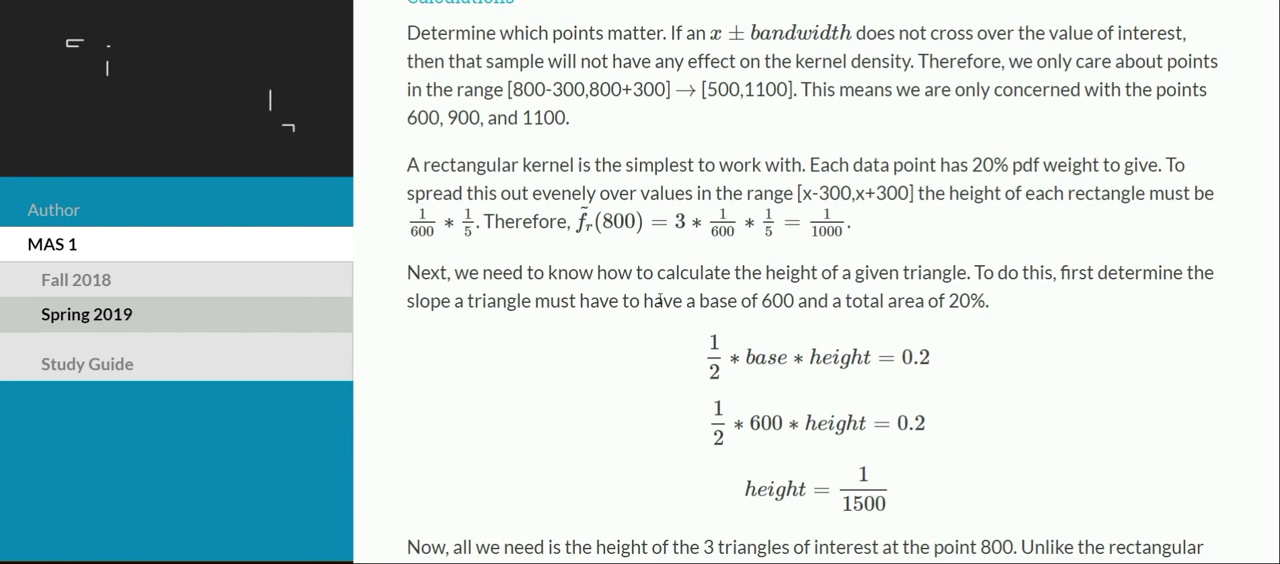 Calculations
Determine which points matter. If an x ± bandwidth does not cross over the value of interest,
then that sample will not have any effect on the kernel density. Therefore, we only care about points
in the range [800-300,800+300] → [500,1100]. This means we are only concerned with the points
600, 900, and 1100.
A rectangular kernel is the simplest to work with. Each data point has 20% pdf weight to give. To
spread this out evenely over values in the range [x-300,x+300] the height of each rectangle must be
1/600 * 1/5. Therefore, f̃r(800) = 3 * 1/600 * 1/5 = 1/1000.
Next, we need to know how to calculate the height of a given triangle. To do this, first determine the
slope a triangle must have to have a base of 600 and a total area of 20%.
1/2 * base * height = 0.2
1/2 * 600 * height = 0.2
height = 1/1500
Now, all we need is the height of the 3 triangles of interest at the point 800. Unlike the rectangular
Author
MAS 1
Fall 2018
Spring 2019
Study Guide